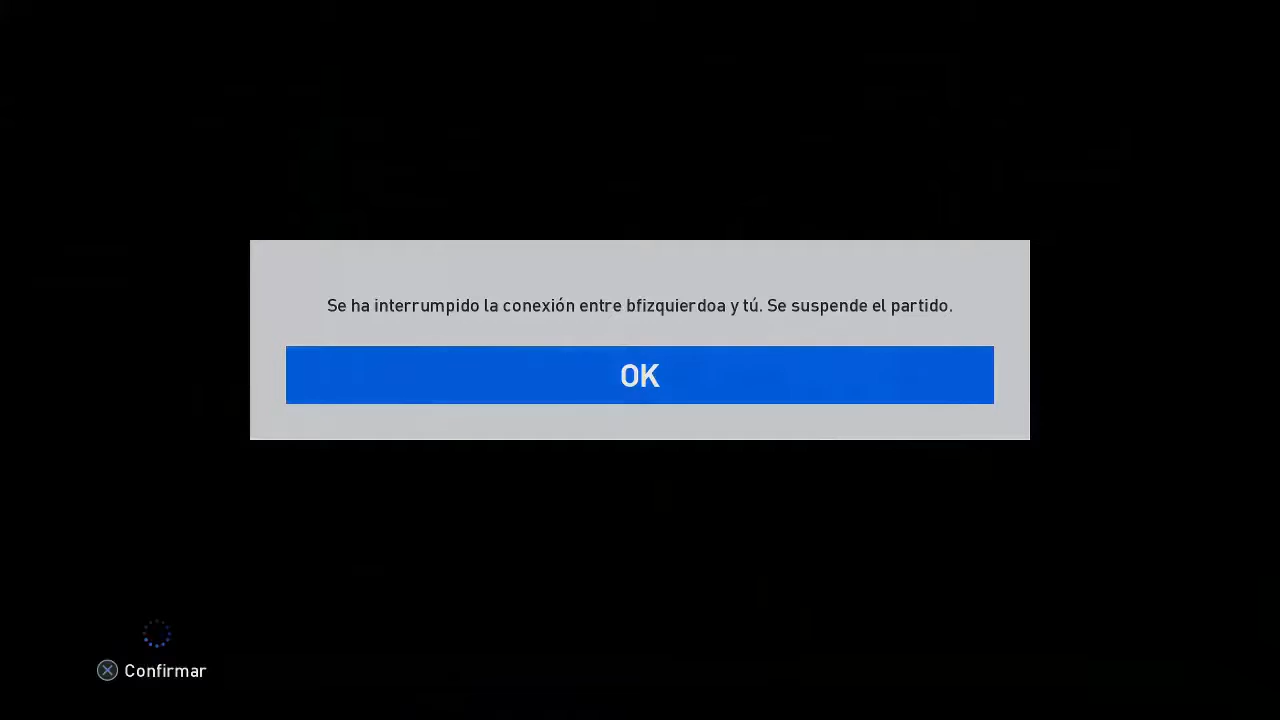 Se ha interrumpido la conexión entre bfizquierdoa y tú. Se suspende el partido.
OK
Confirmar